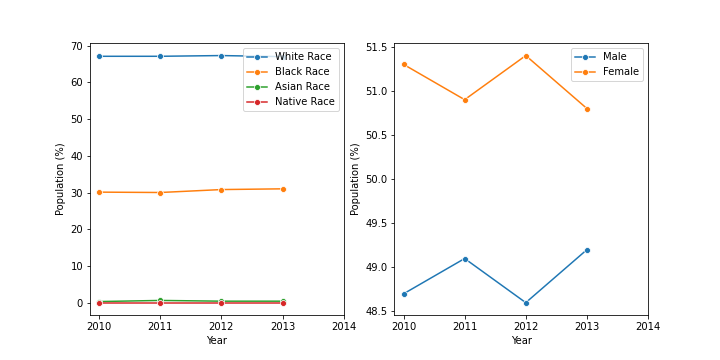 70
60
50
40
30
20
10
0
Population (%)
2010 2011 2012 2013 2014
Year
White Race
Black Race
Asian Race
Native Race
51.5
51.0
50.5
50.0
49.5
49.0
48.5
Population (%)
2010 2011 2012 2013 2014
Year
Male
Female